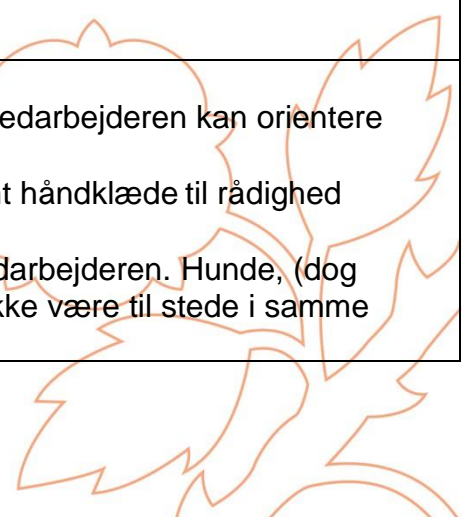 edarbejderen kan orientere
t håndklæde til rådighed
darbejderen. Hunde, (dog
kke være til stede i samme